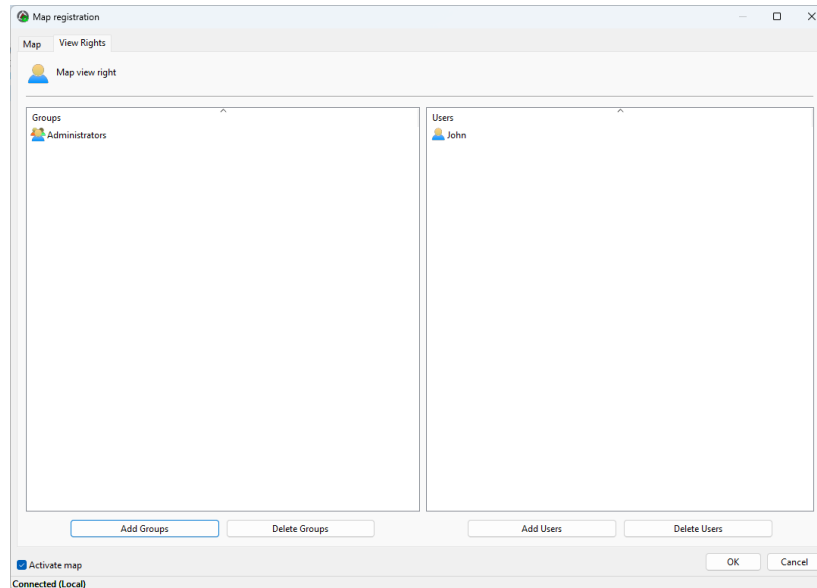 Map registration
Map View Rights
Map view right
Groups
Administrators
Users
John
Add Groups Delete Groups Add Users Delete Users
Activate map
OK Cancel
Connected (Local)